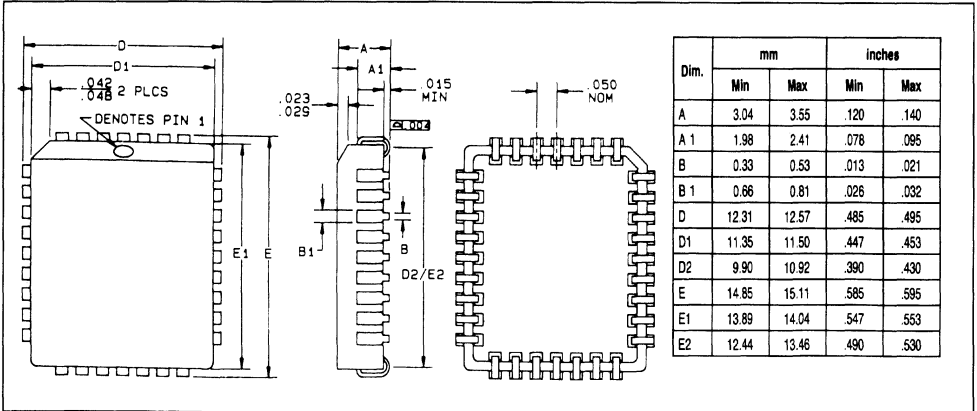 D
D1
.042
.048 2 PLCS
DENOTES PIN 1
E1
E
A
A1
.015
MIN
.023
.029
.004
B1
B
D2/E2
.050
NOM
Dim. mm inches
Min Max Min Max
A 3.04 3.55 .120 .140
A 1 1.98 2.41 .078 .095
B 0.33 0.53 .013 .021
B 1 0.66 0.81 .026 .032
D 12.31 12.57 .485 .495
D1 11.35 11.50 .447 .453
D2 9.90 10.92 .390 .430
E 14.85 15.11 .585 .595
E1 13.89 14.04 .547 .553
E2 12.44 13.46 .490 .530